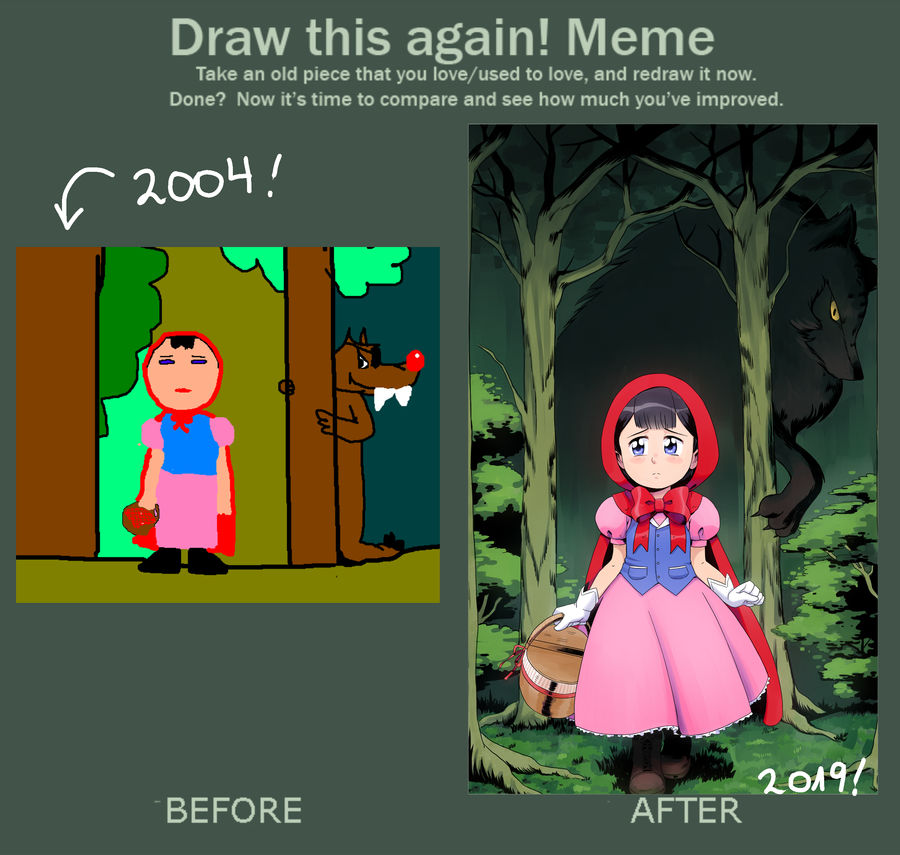 Draw this again! Meme
Take an old piece that you love/used to love, and redraw it now.
Done?  Now it's time to compare and see how much you've improved.
2004!
2019!
BEFORE
AFTER